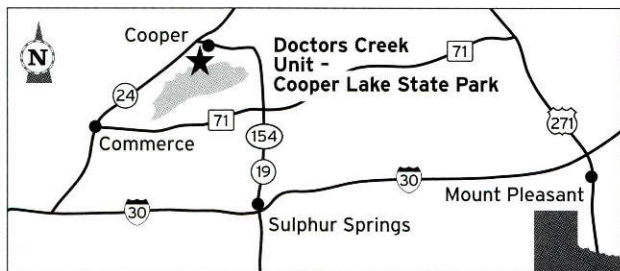 N
Cooper
Doctors Creek
Unit –
Cooper Lake State Park
71
24
271
71
Commerce
154
19
30
Mount Pleasant
30
Sulphur Springs